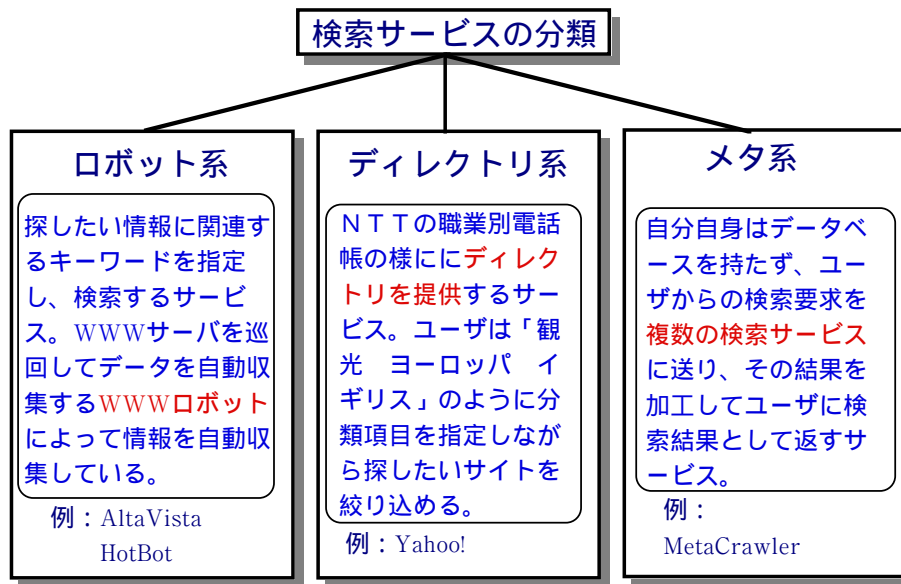 検索サービスの分類
ロボット系
探したい情報に関連す
るキーワードを指定
し、検索するサービ
ス。WWWサーバを巡
回してデータを自動収
集するWWWロボット
によって情報を自動収
集している。
例：AltaVista
HotBot
ディレクトリ系
ＮＴＴの職業別電話
帳の様ににディレク
トリを提供するサー
ビス。ユーザは「観
光　ヨーロッパ　イ
ギリス」のように分
類項目を指定しなが
ら探したいサイトを
絞り込める。
例：Yahoo!
メタ系
自分自身はデータベ
ースを持たず、ユー
ザからの検索要求を
複数の検索サービス
に送り、その結果を
加工してユーザに検
索結果として返すサ
ービス。
例：
MetaCrawler